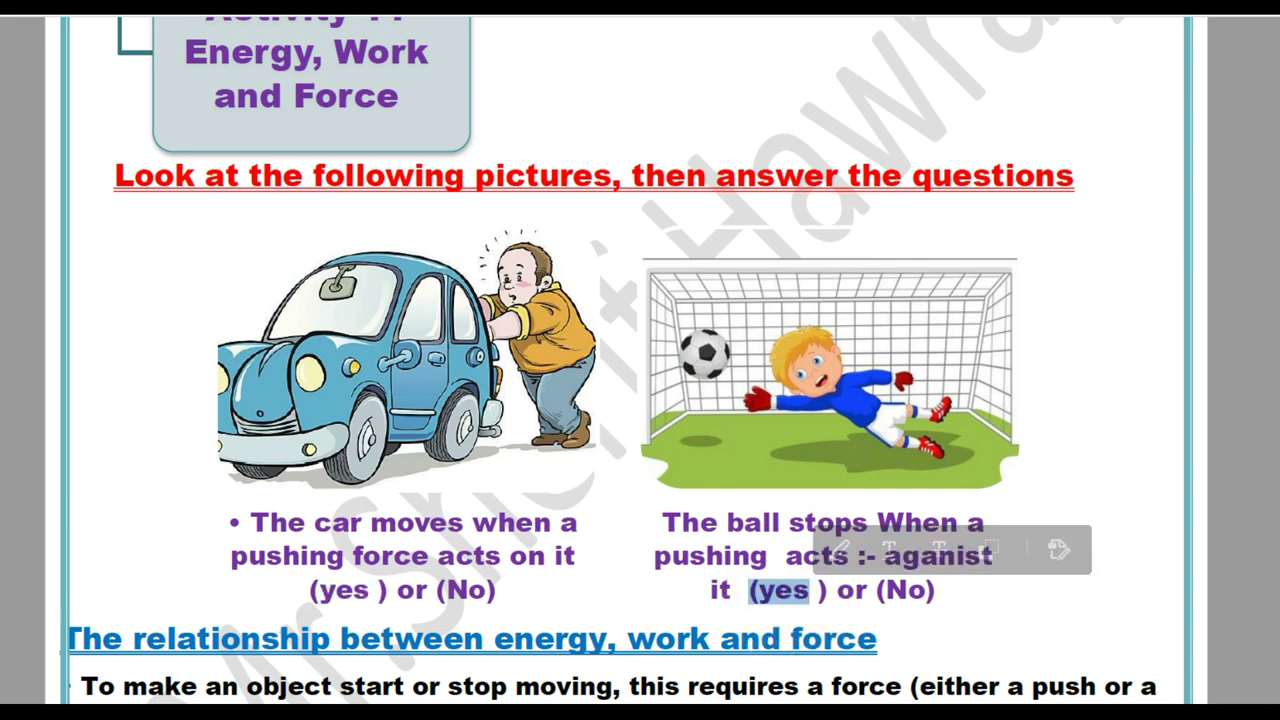 Energy, Work
and Force
Look at the following pictures, then answer the questions
• The car moves when a
pushing force acts on it
(yes ) or (No)
The ball stops When a
pushing acts :- aganist
it (yes ) or (No)
The relationship between energy, work and force
To make an object start or stop moving, this requires a force (either a push or a